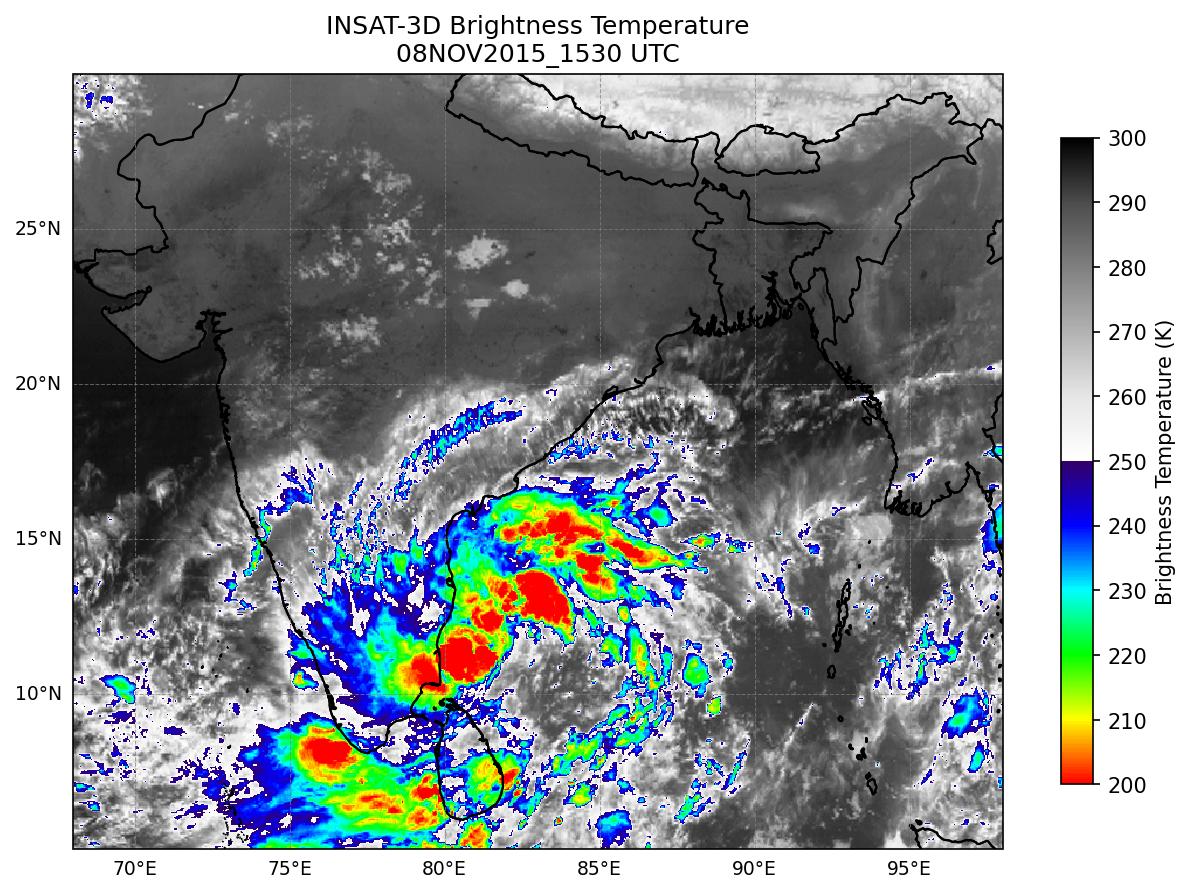 INSAT-3D Brightness Temperature
08NOV2015_1530 UTC
25°N
20°N
15°N
10°N
70°E
75°E
80°E
85°E
90°E
95°E
300
290
280
270
260
250
240
230
220
210
200
Brightness Temperature (K)